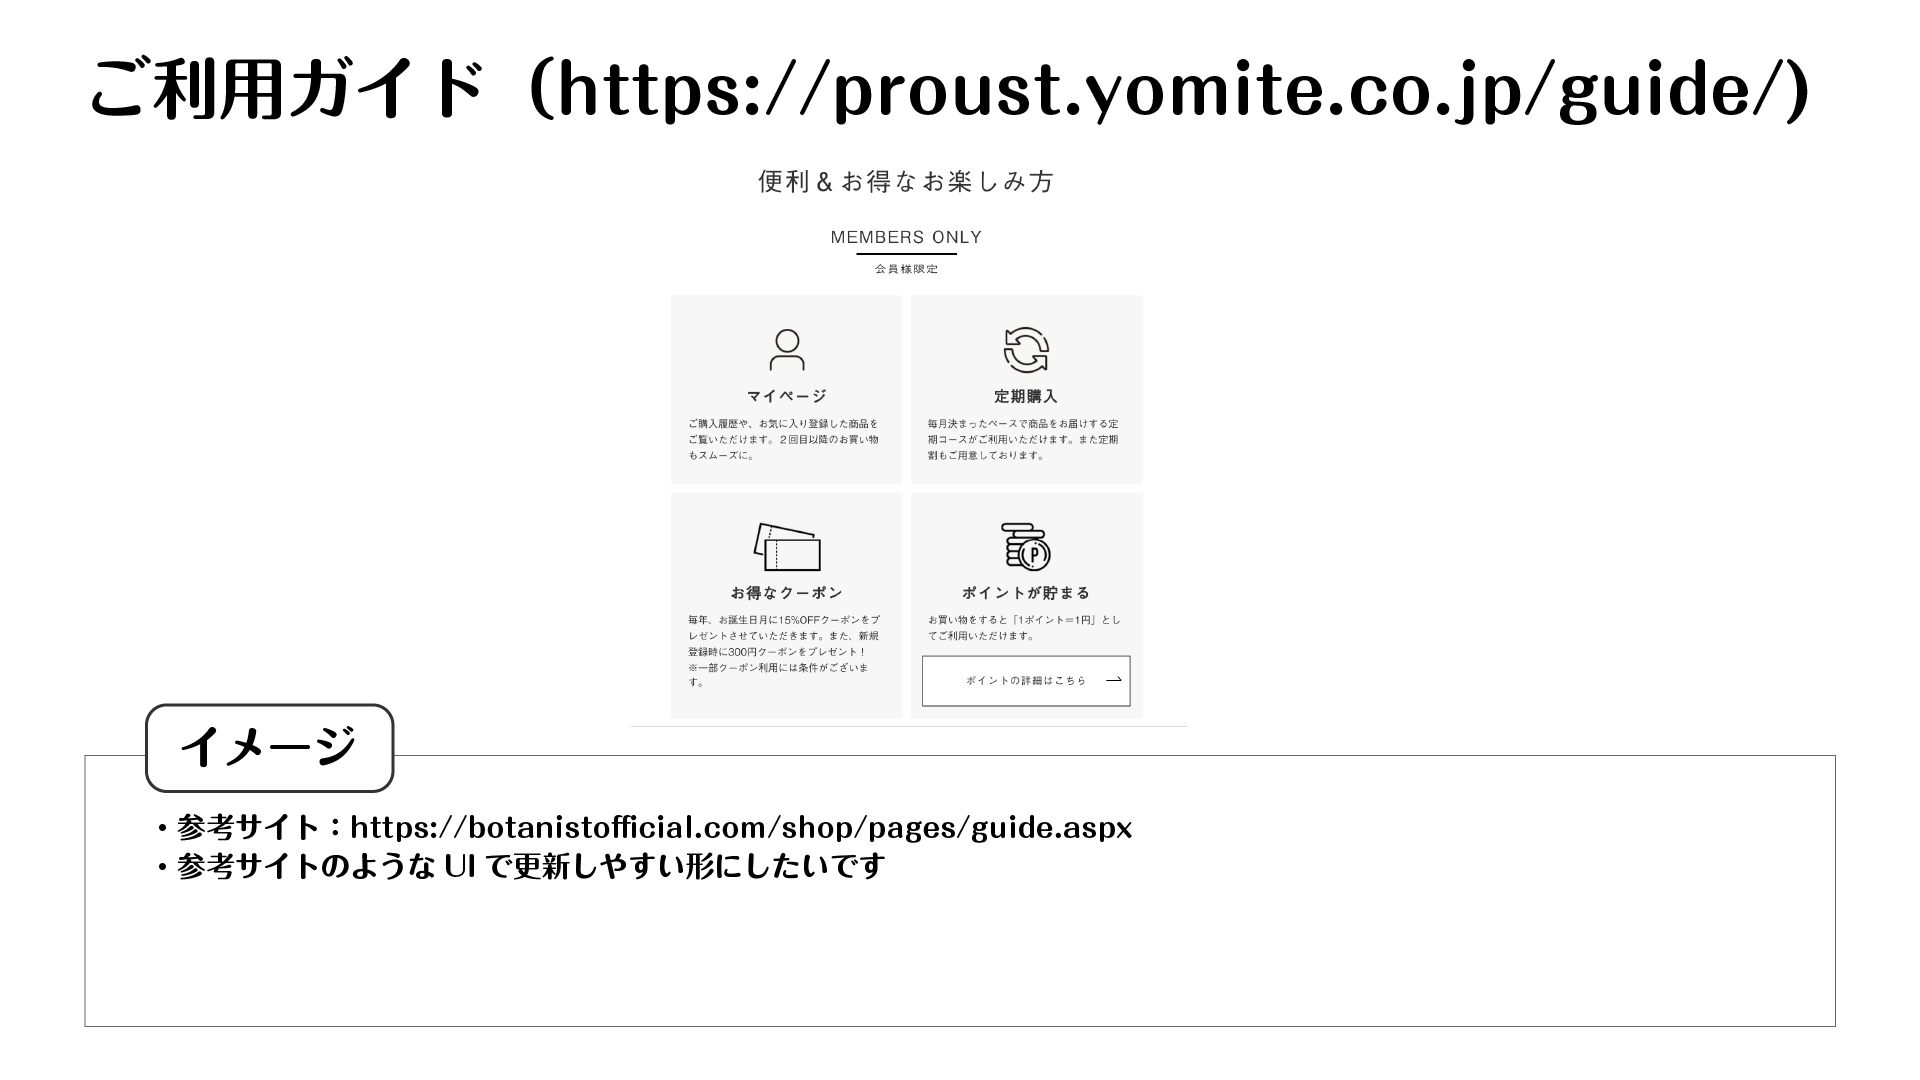 ご利用ガイド（https://proust.yomite.co.jp/guide/）
便利＆お得なお楽しみ方
MEMBERS ONLY
会員様限定
マイページ
ご購入履歴や、お気に入り登録した商品を
ご覧いただけます。２回目以降のお買い物
もスムーズに。
定期購入
毎月決まったペースで商品をお届けする定
期コースがご利用いただけます。また定期
割もご用意しております。
お得なクーポン
毎年、お誕生日月に15%OFFクーポンをプ
レゼントさせていただきます。また、新規
登録時に300円クーポンをプレゼント！
※一部クーポン利用には条件がございま
す。
P
ポイントが貯まる
お買い物をすると「1ポイント＝1円」とし
てご利用いただけます。
ポイントの詳細はこちら
イメージ
・参考サイト：https://botanistofficial.com/shop/pages/guide.aspx
・参考サイトのような UI で更新しやすい形にしたいです